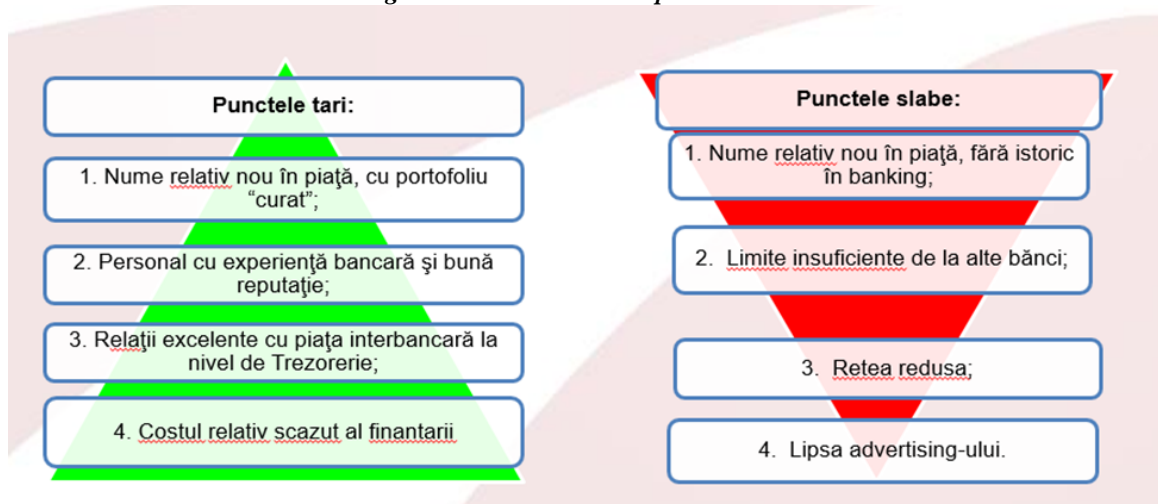 Punctele tari:
1. Nume relativ nou în piaţă, cu portofoliu
“curat”;
2. Personal cu experienţă bancară şi bună
reputaţie;
3. Relaţii excelente cu piaţa interbancară la
nivel de Trezorerie;
4. Costul relativ scazut al finantarii
Punctele slabe:
1. Nume relativ nou în piaţă, fără istoric
în banking;
2. Limite insuficiente de la alte bănci;
3. Retea redusa;
4. Lipsa advertising-ului.